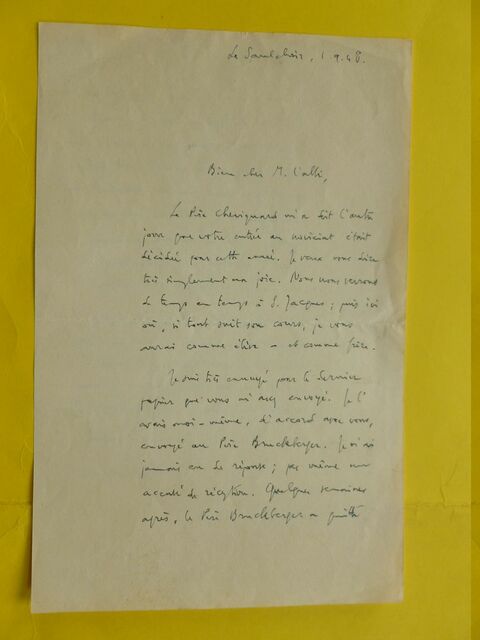 Le Saulchoir, 1.9.48.
Bien cher M. l'abbé,
Le Père Cheviguard m'a dit l'autre
jour que votre entrée au noviciat était
décidée pour cette année. Je veux vous dire
très simplement ma joie. Nous nous verrons
de temps en temps à S. Jacques ; puis ici
où, si tout suit son cours, je vous
aurai comme élève – et comme frère.
Je suis très ennuyé pour le dernier
papier que vous m'avez envoyé. Je l'
avais moi-même, d'accord avec vous,
envoyé au Père Bruckberger. Je n'ai
jamais eu de réponse ; pas même un
accusé de réception. Quelques semaines
après, le Père Bruckberger a quitté